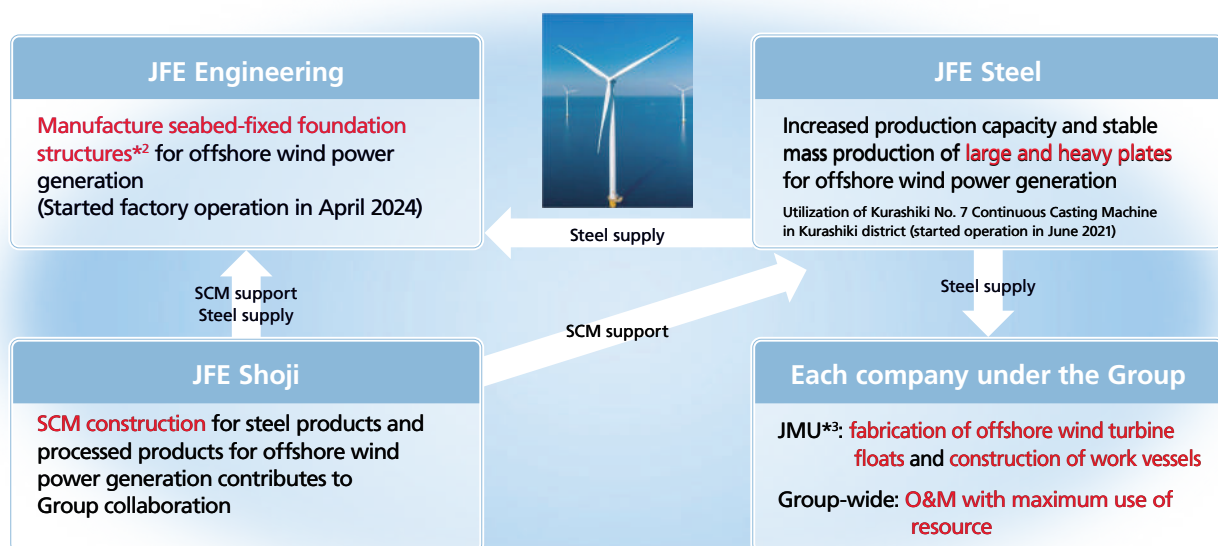 JFE Engineering
Manufacture seabed-fixed foundation
structures*2 for offshore wind power
generation
(Started factory operation in April 2024)
JFE Steel
Increased production capacity and stable
mass production of large and heavy plates
for offshore wind power generation
Utilization of Kurashiki No. 7 Continuous Casting Machine
in Kurashiki district (started operation in June 2021)
Steel supply
SCM support
Steel supply
SCM support
Steel supply
JFE Shoji
SCM construction for steel products and
processed products for offshore wind
power generation contributes to
Group collaboration
Each company under the Group
JMU*3: fabrication of offshore wind turbine
floats and construction of work vessels
Group-wide: O&M with maximum use of
resource